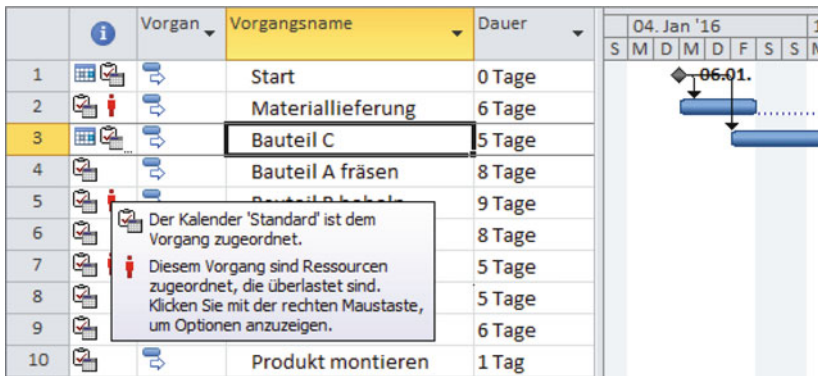 Vorgan Vorgangsname Dauer 04. Jan '16 1
S M D M D F S S M
1 Start 0 Tage 06.01.
2 Materiallieferung 6 Tage
3 Bauteil C 5 Tage
4 Bauteil A fräsen 8 Tage
5 Bauteil B hobeln 9 Tage
6 8 Tage
7 5 Tage
8 5 Tage
9 6 Tage
10 Produkt montieren 1 Tag
Der Kalender 'Standard' ist dem
Vorgang zugeordnet.
Diesem Vorgang sind Ressourcen
zugeordnet, die überlastet sind.
Klicken Sie mit der rechten Maustaste,
um Optionen anzuzeigen.